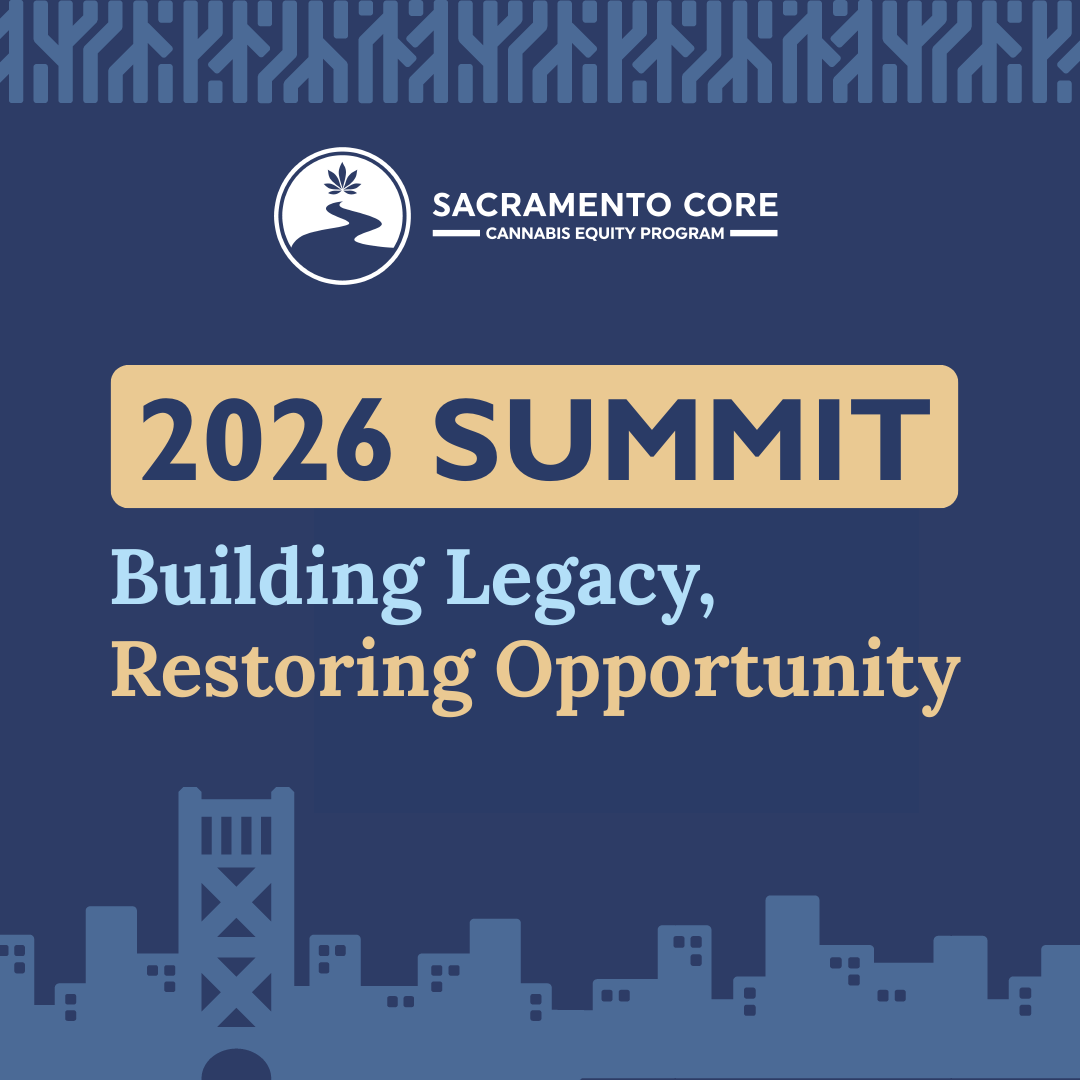 SACRAMENTO CORE
CANNABIS EQUITY PROGRAM
2026 SUMMIT
Building Legacy,
Restoring Opportunity